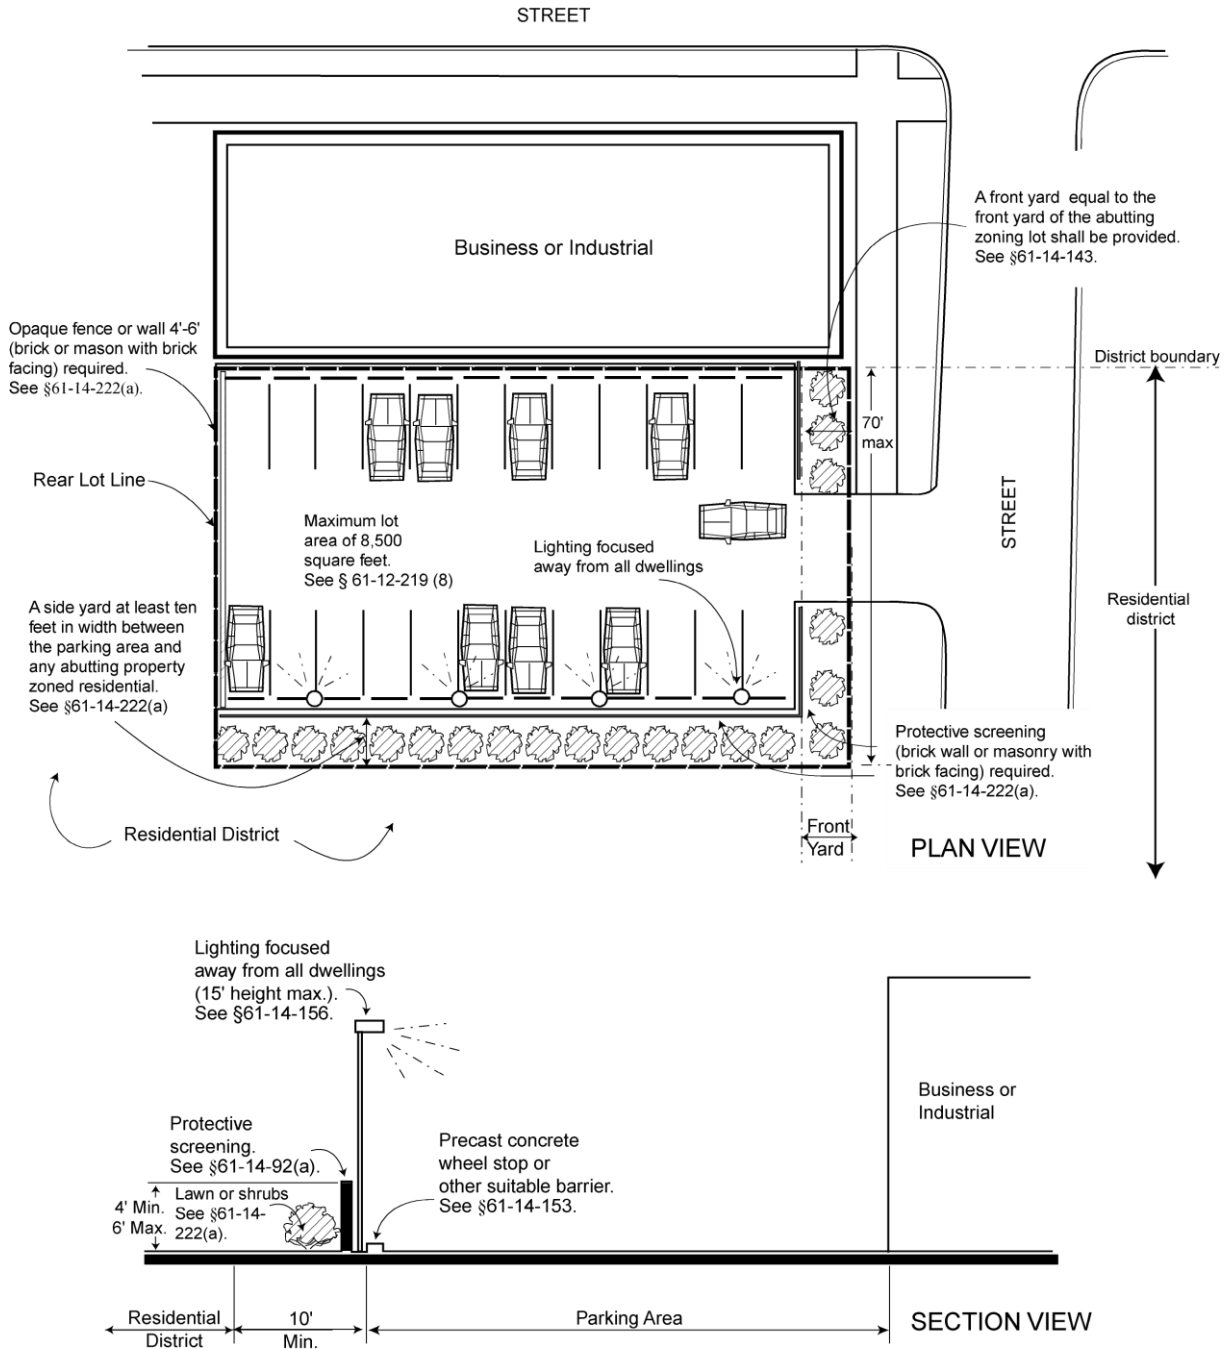 STREET
A front yard equal to the
front yard of the abutting
zoning lot shall be provided.
See §61-14-143.
Business or Industrial
Opaque fence or wall 4'-6'
(brick or mason with brick
facing) required.
See §61-14-222(a).
District boundary
70'
max
Rear Lot Line
STREET
Maximum lot
area of 8,500
square feet.
See § 61-12-219 (8)
Lighting focused
away from all dwellings
A side yard at least ten
feet in width between
the parking area and
any abutting property
zoned residential.
See §61-14-222(a)
Residential
district
Protective screening
(brick wall or masonry with
brick facing) required.
See §61-14-222(a).
Residential District
Front
Yard
PLAN VIEW
Lighting focused
away from all dwellings
(15' height max.).
See §61-14-156.
Business or
Industrial
Protective
screening.
See §61-14-92(a).
Precast concrete
wheel stop or
other suitable barrier.
See §61-14-153.
4' Min.
6' Max.
Lawn or shrubs
See §61-14-
222(a).
Residential
District
10'
Min.
Parking Area
SECTION VIEW